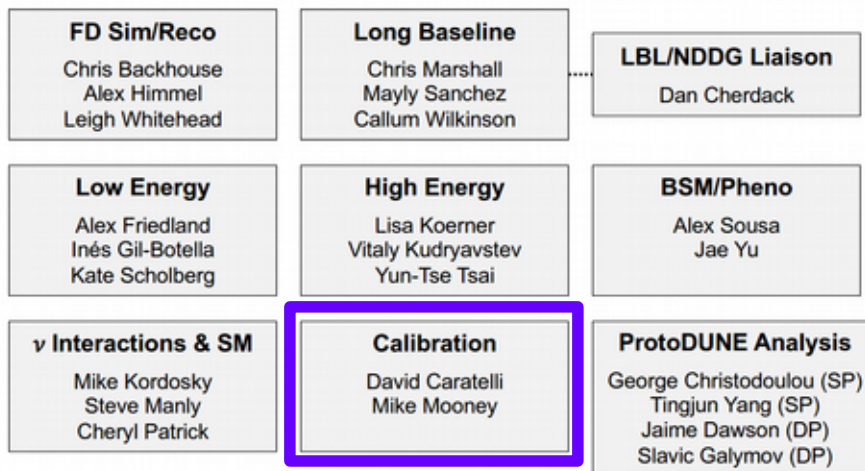 FD Sim/Reco
Chris Backhouse
Alex Himmel
Leigh Whitehead
Long Baseline
Chris Marshall
Mayly Sanchez
Callum Wilkinson
LBL/NDDG Liaison
Dan Cherdack
Low Energy
Alex Friedland
Inés Gil-Botella
Kate Scholberg
High Energy
Lisa Koerner
Vitaly Kudryavstev
Yun-Tse Tsai
BSM/Pheno
Alex Sousa
Jae Yu
ν Interactions & SM
Mike Kordosky
Steve Manly
Cheryl Patrick
Calibration
David Caratelli
Mike Mooney
ProtoDUNE Analysis
George Christodoulou (SP)
Tingjun Yang (SP)
Jaime Dawson (DP)
Slavic Galymov (DP)